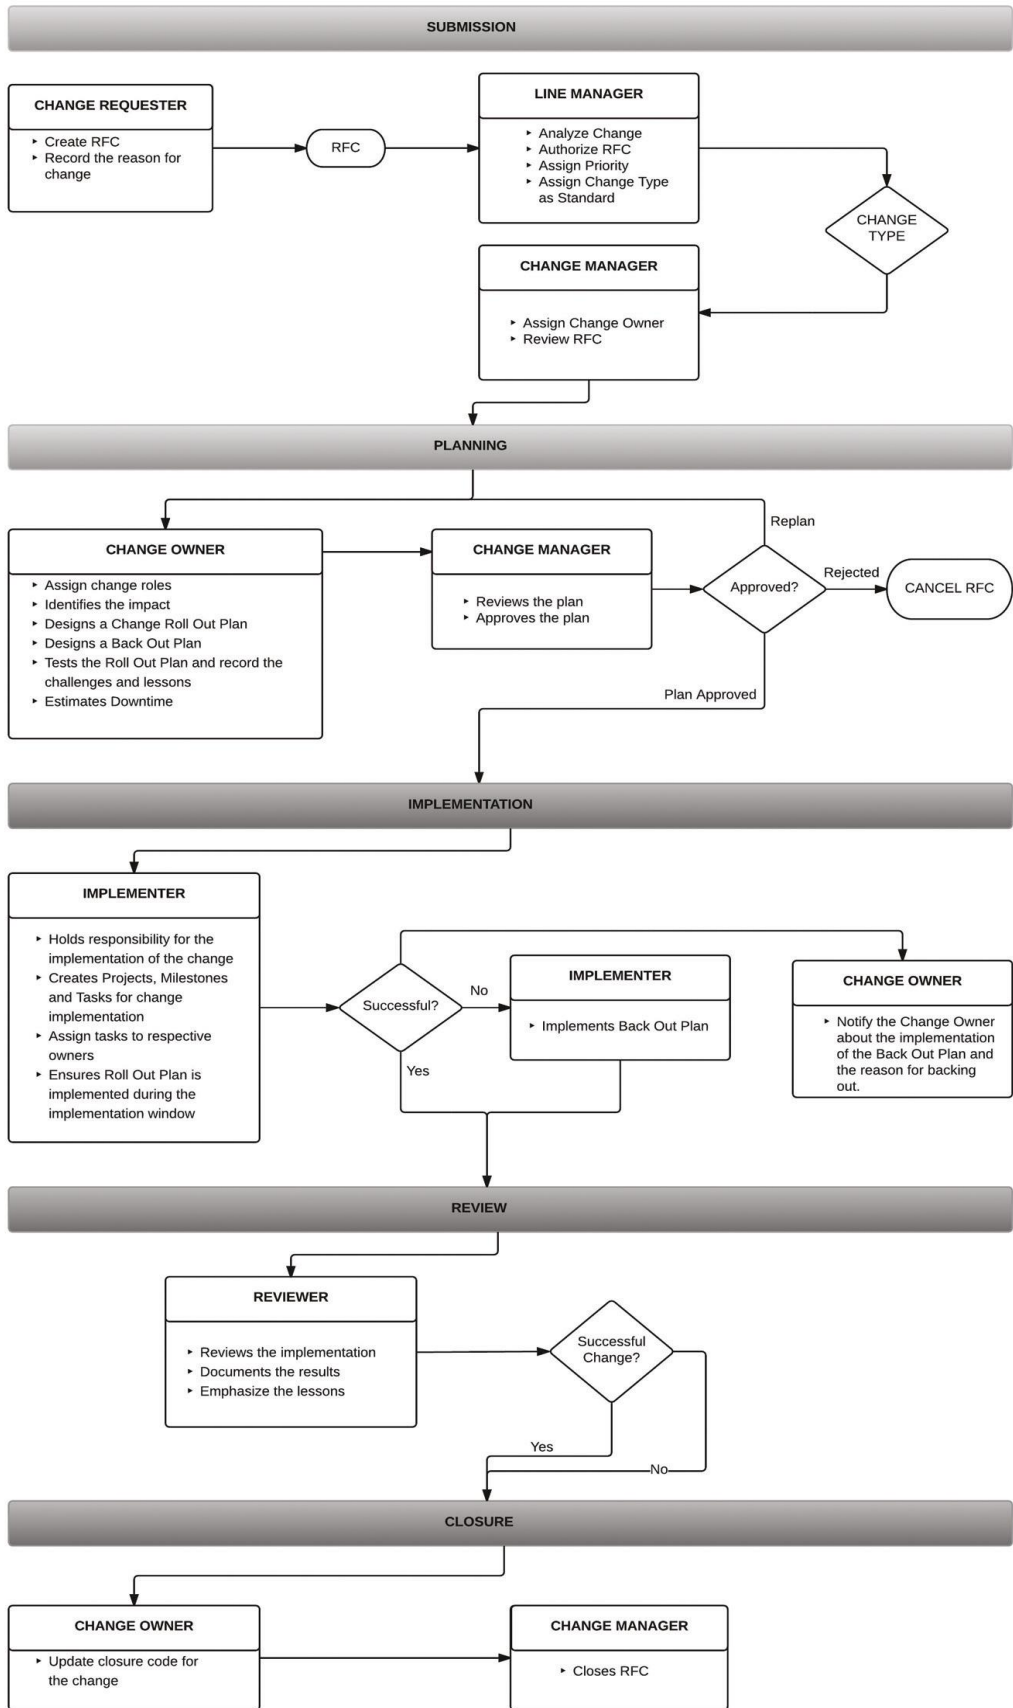 SUBMISSION
CHANGE REQUESTER
Create RFC
Record the reason for
change
RFC
LINE MANAGER
Analyze Change
Authorize RFC
Assign Priority
Assign Change Type
as Standard
CHANGE
TYPE
CHANGE MANAGER
Assign Change Owner
Review RFC
PLANNING
Replan
CHANGE OWNER
Assign change roles
Identifies the impact
Designs a Change Roll Out Plan
Designs a Back Out Plan
Tests the Roll Out Plan and record the
challenges and lessons
Estimates Downtime
CHANGE MANAGER
Reviews the plan
Approves the plan
Approved?
Rejected
CANCEL RFC
Plan Approved
IMPLEMENTATION
IMPLEMENTER
Holds responsibility for the
implementation of the change
Creates Projects, Milestones
and Tasks for change
implementation
Assign tasks to respective
owners
Ensures Roll Out Plan is
implemented during the
implementation window
Successful?
No
Yes
IMPLEMENTER
Implements Back Out Plan
CHANGE OWNER
Notify the Change Owner
about the implementation
of the Back Out Plan and
the reason for backing
out.
REVIEW
REVIEWER
Reviews the implementation
Documents the results
Emphasize the lessons
Successful
Change?
Yes
No
CLOSURE
CHANGE OWNER
Update closure code for
the change
CHANGE MANAGER
Closes RFC